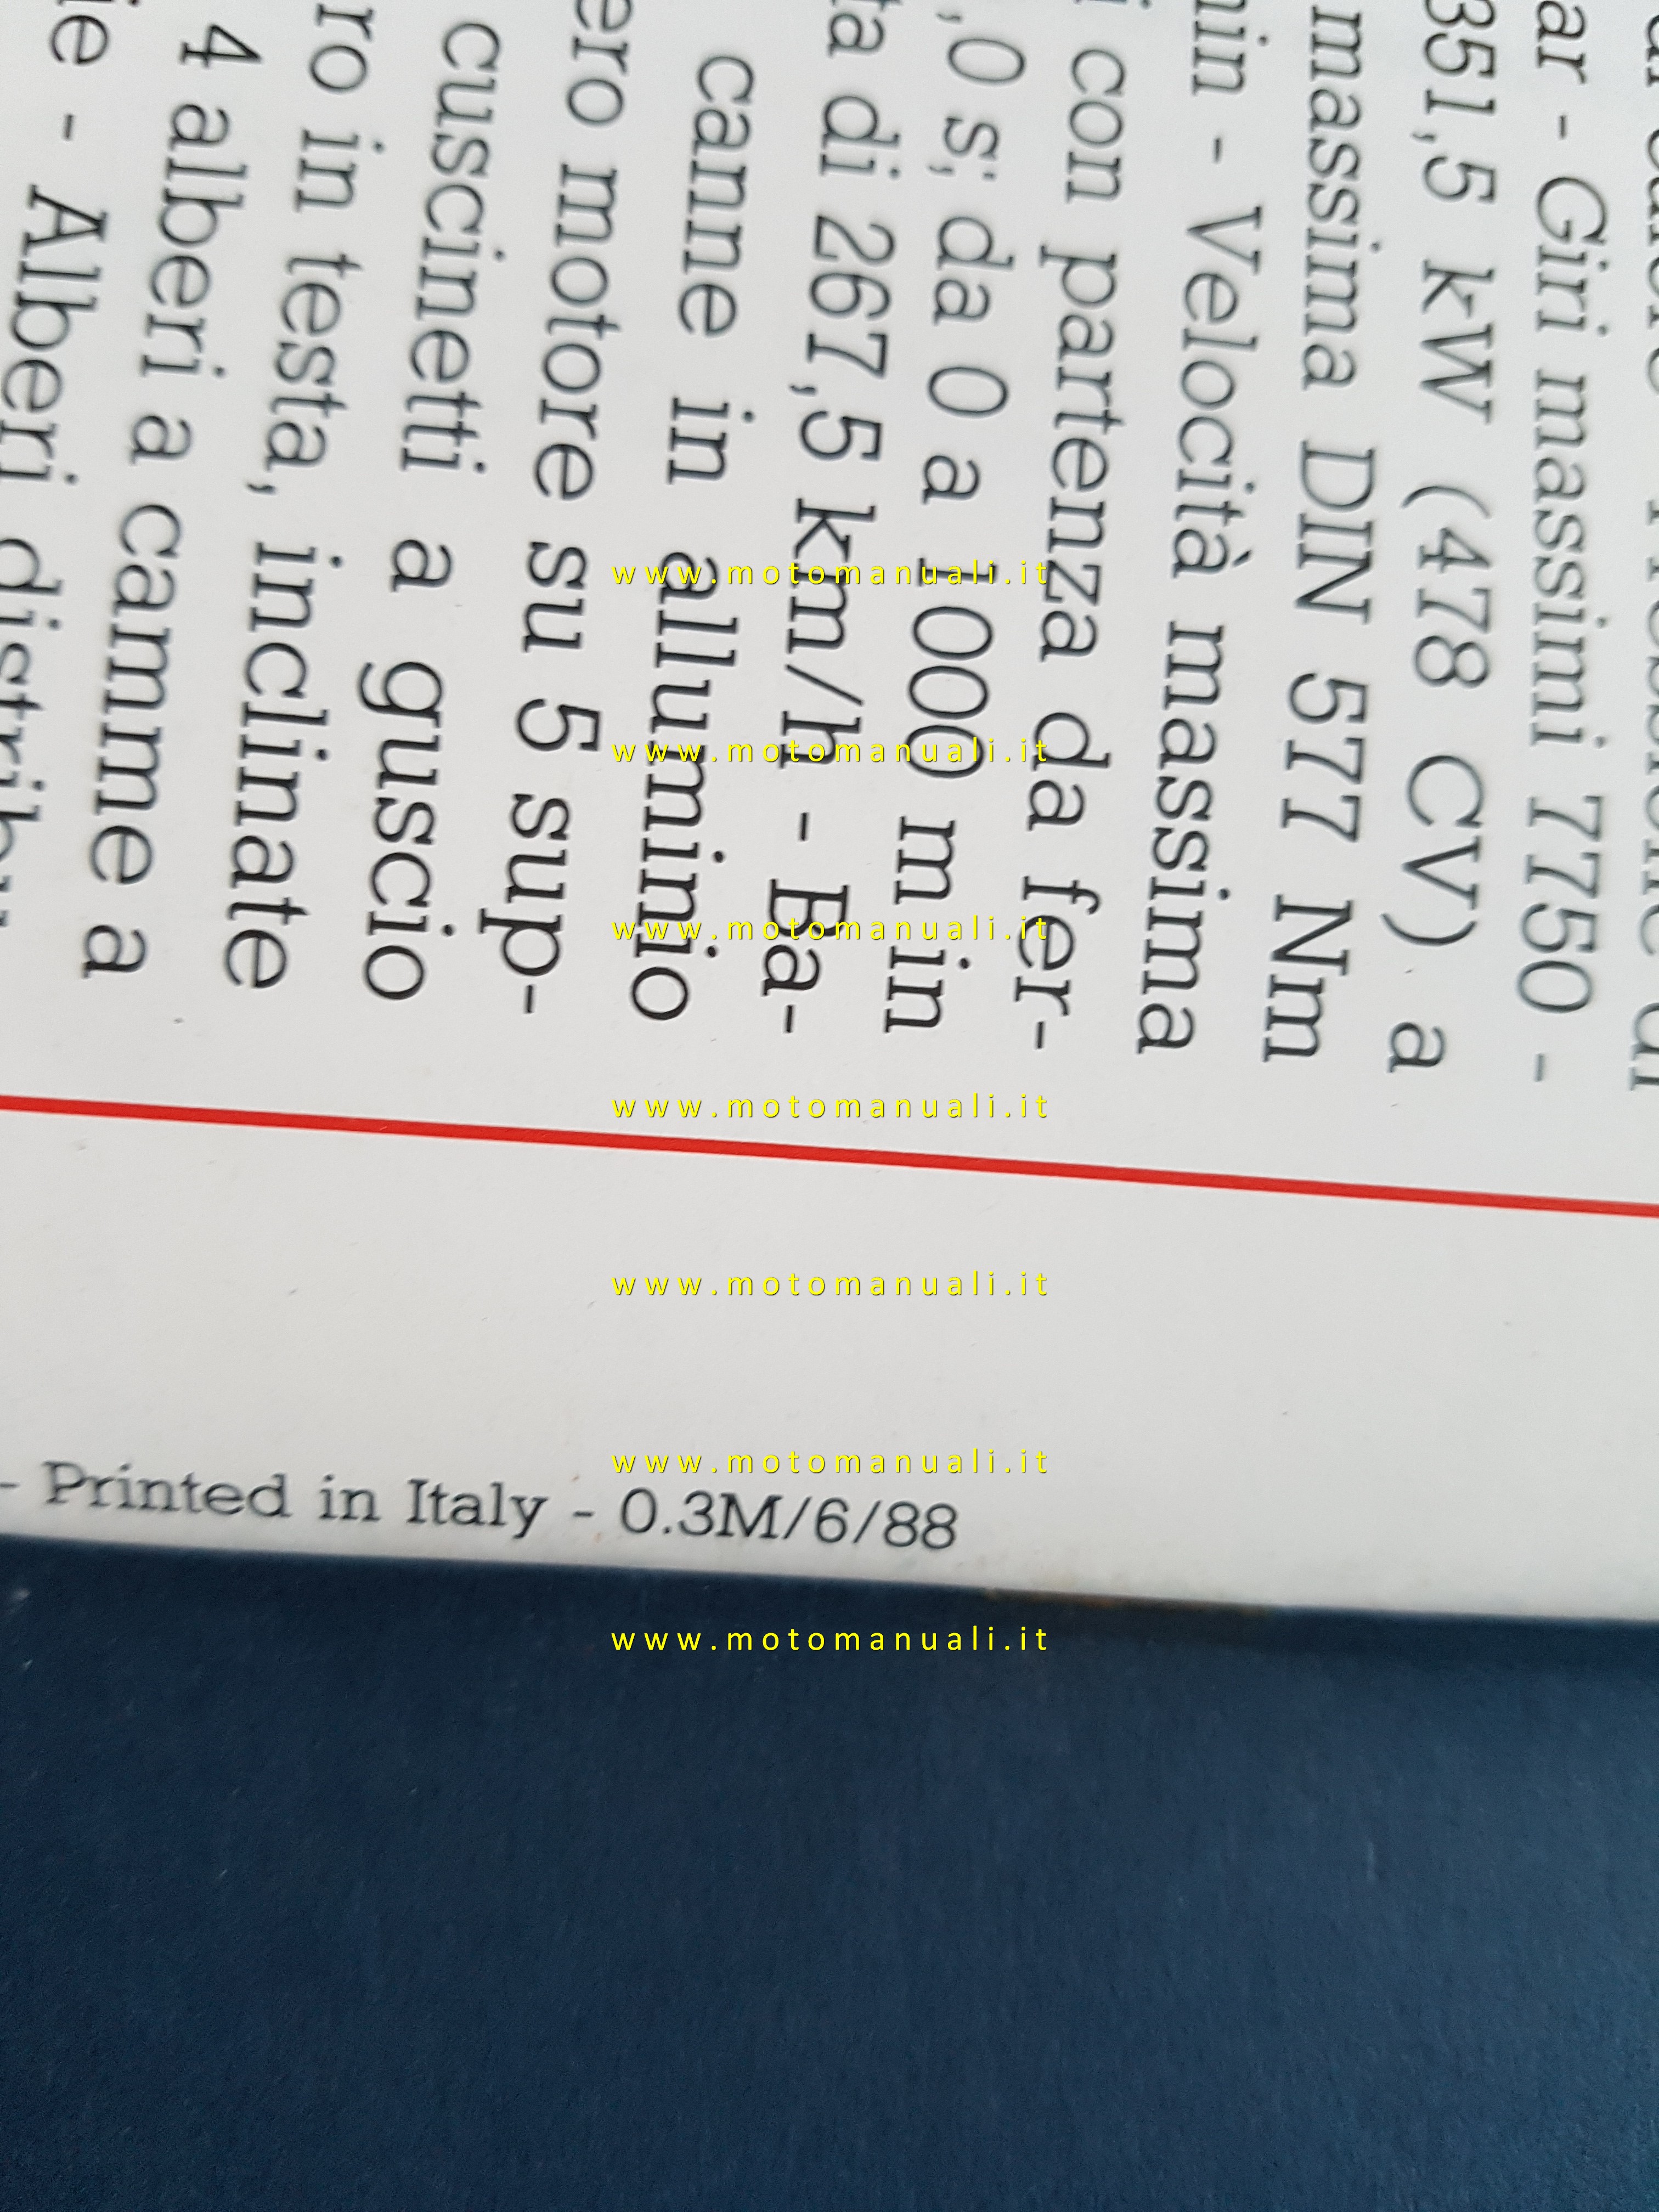 ar - Giri massimi 7750 -
351,5 kW (478 CV) a
massima DIN 577 Nm
min - Velocità massima
i con partenza da fer-
,0 s; da 0 a 1000 m in
ta di 267,5 km/h - Ba-
canne in alluminio
ero motore su 5 sup-
cuscinetti a guscio
ro in testa, inclinate
4 alberi a camme a
ie - Alberi distribu
- Printed in Italy - 0.3M/6/88
www.motomanuali.it
www.motomanuali.it
www.motomanuali.it
www.motomanuali.it
www.motomanuali.it
www.motomanuali.it
www.motomanuali.it